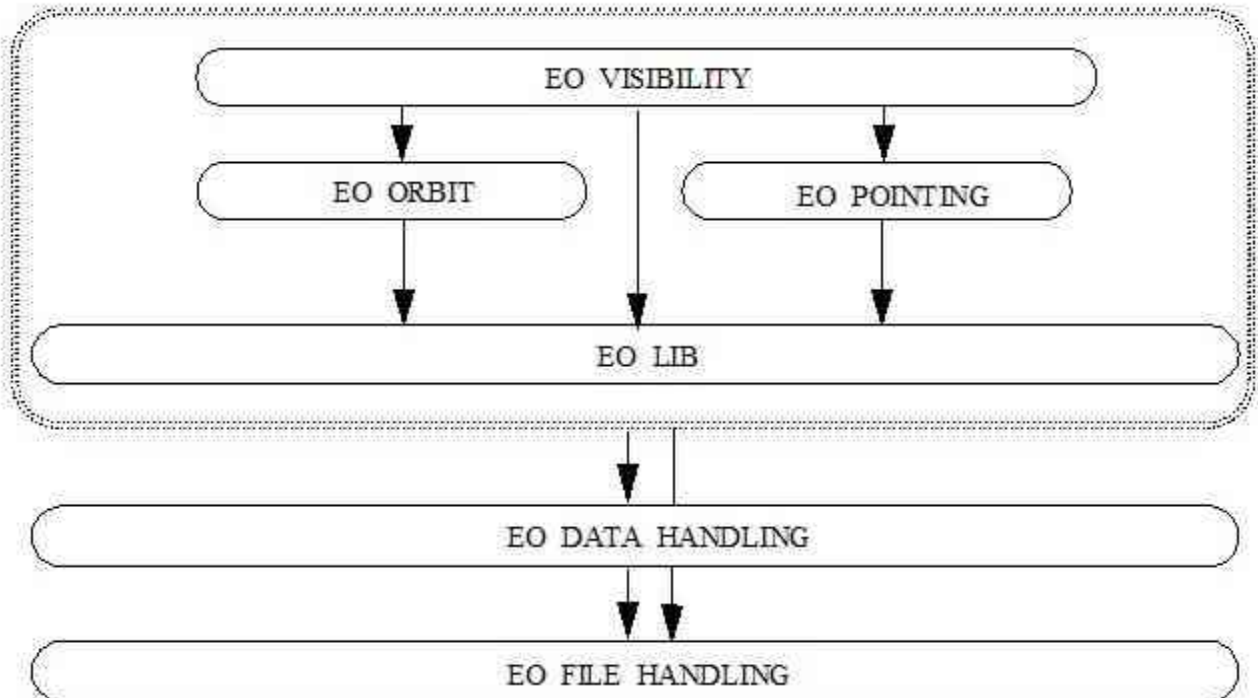 EO VISIBILITY
EO ORBIT
EO POINTING
EO LIB
EO DATA HANDLING
EO FILE HANDLING